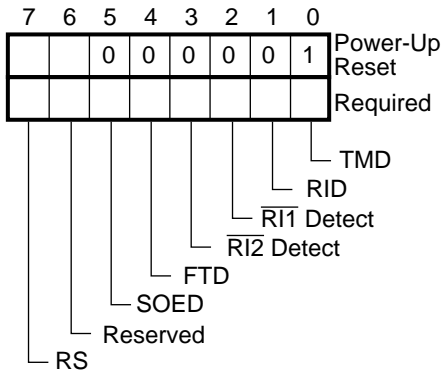 7 6 5 4 3 2 1 0
0 0 0 0 0 1 Power-Up
Reset
Required
TMD
RID
RI1 Detect
RI2 Detect
FTD
SOED
Reserved
RS